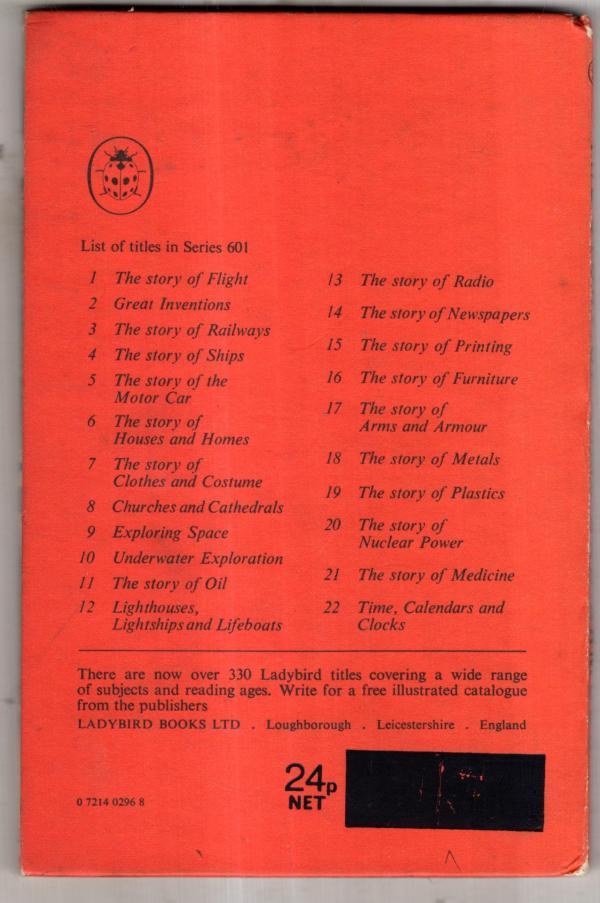 List of titles in Series 601
1 The story of Flight
2 Great Inventions
3 The story of Railways
4 The story of Ships
5 The story of the
Motor Car
6 The story of
Houses and Homes
7 The story of
Clothes and Costume
8 Churches and Cathedrals
9 Exploring Space
10 Underwater Exploration
11 The story of Oil
12 Lighthouses,
Lightships and Lifeboats
13 The story of Radio
14 The story of Newspapers
15 The story of Printing
16 The story of Furniture
17 The story of
Arms and Armour
18 The story of Metals
19 The story of Plastics
20 The story of
Nuclear Power
21 The story of Medicine
22 Time, Calendars and
Clocks
There are now over 330 Ladybird titles covering a wide range
of subjects and reading ages. Write for a free illustrated catalogue
from the publishers
LADYBIRD BOOKS LTD . Loughborough . Leicestershire . England
0 7214 0296 8
24p
NET